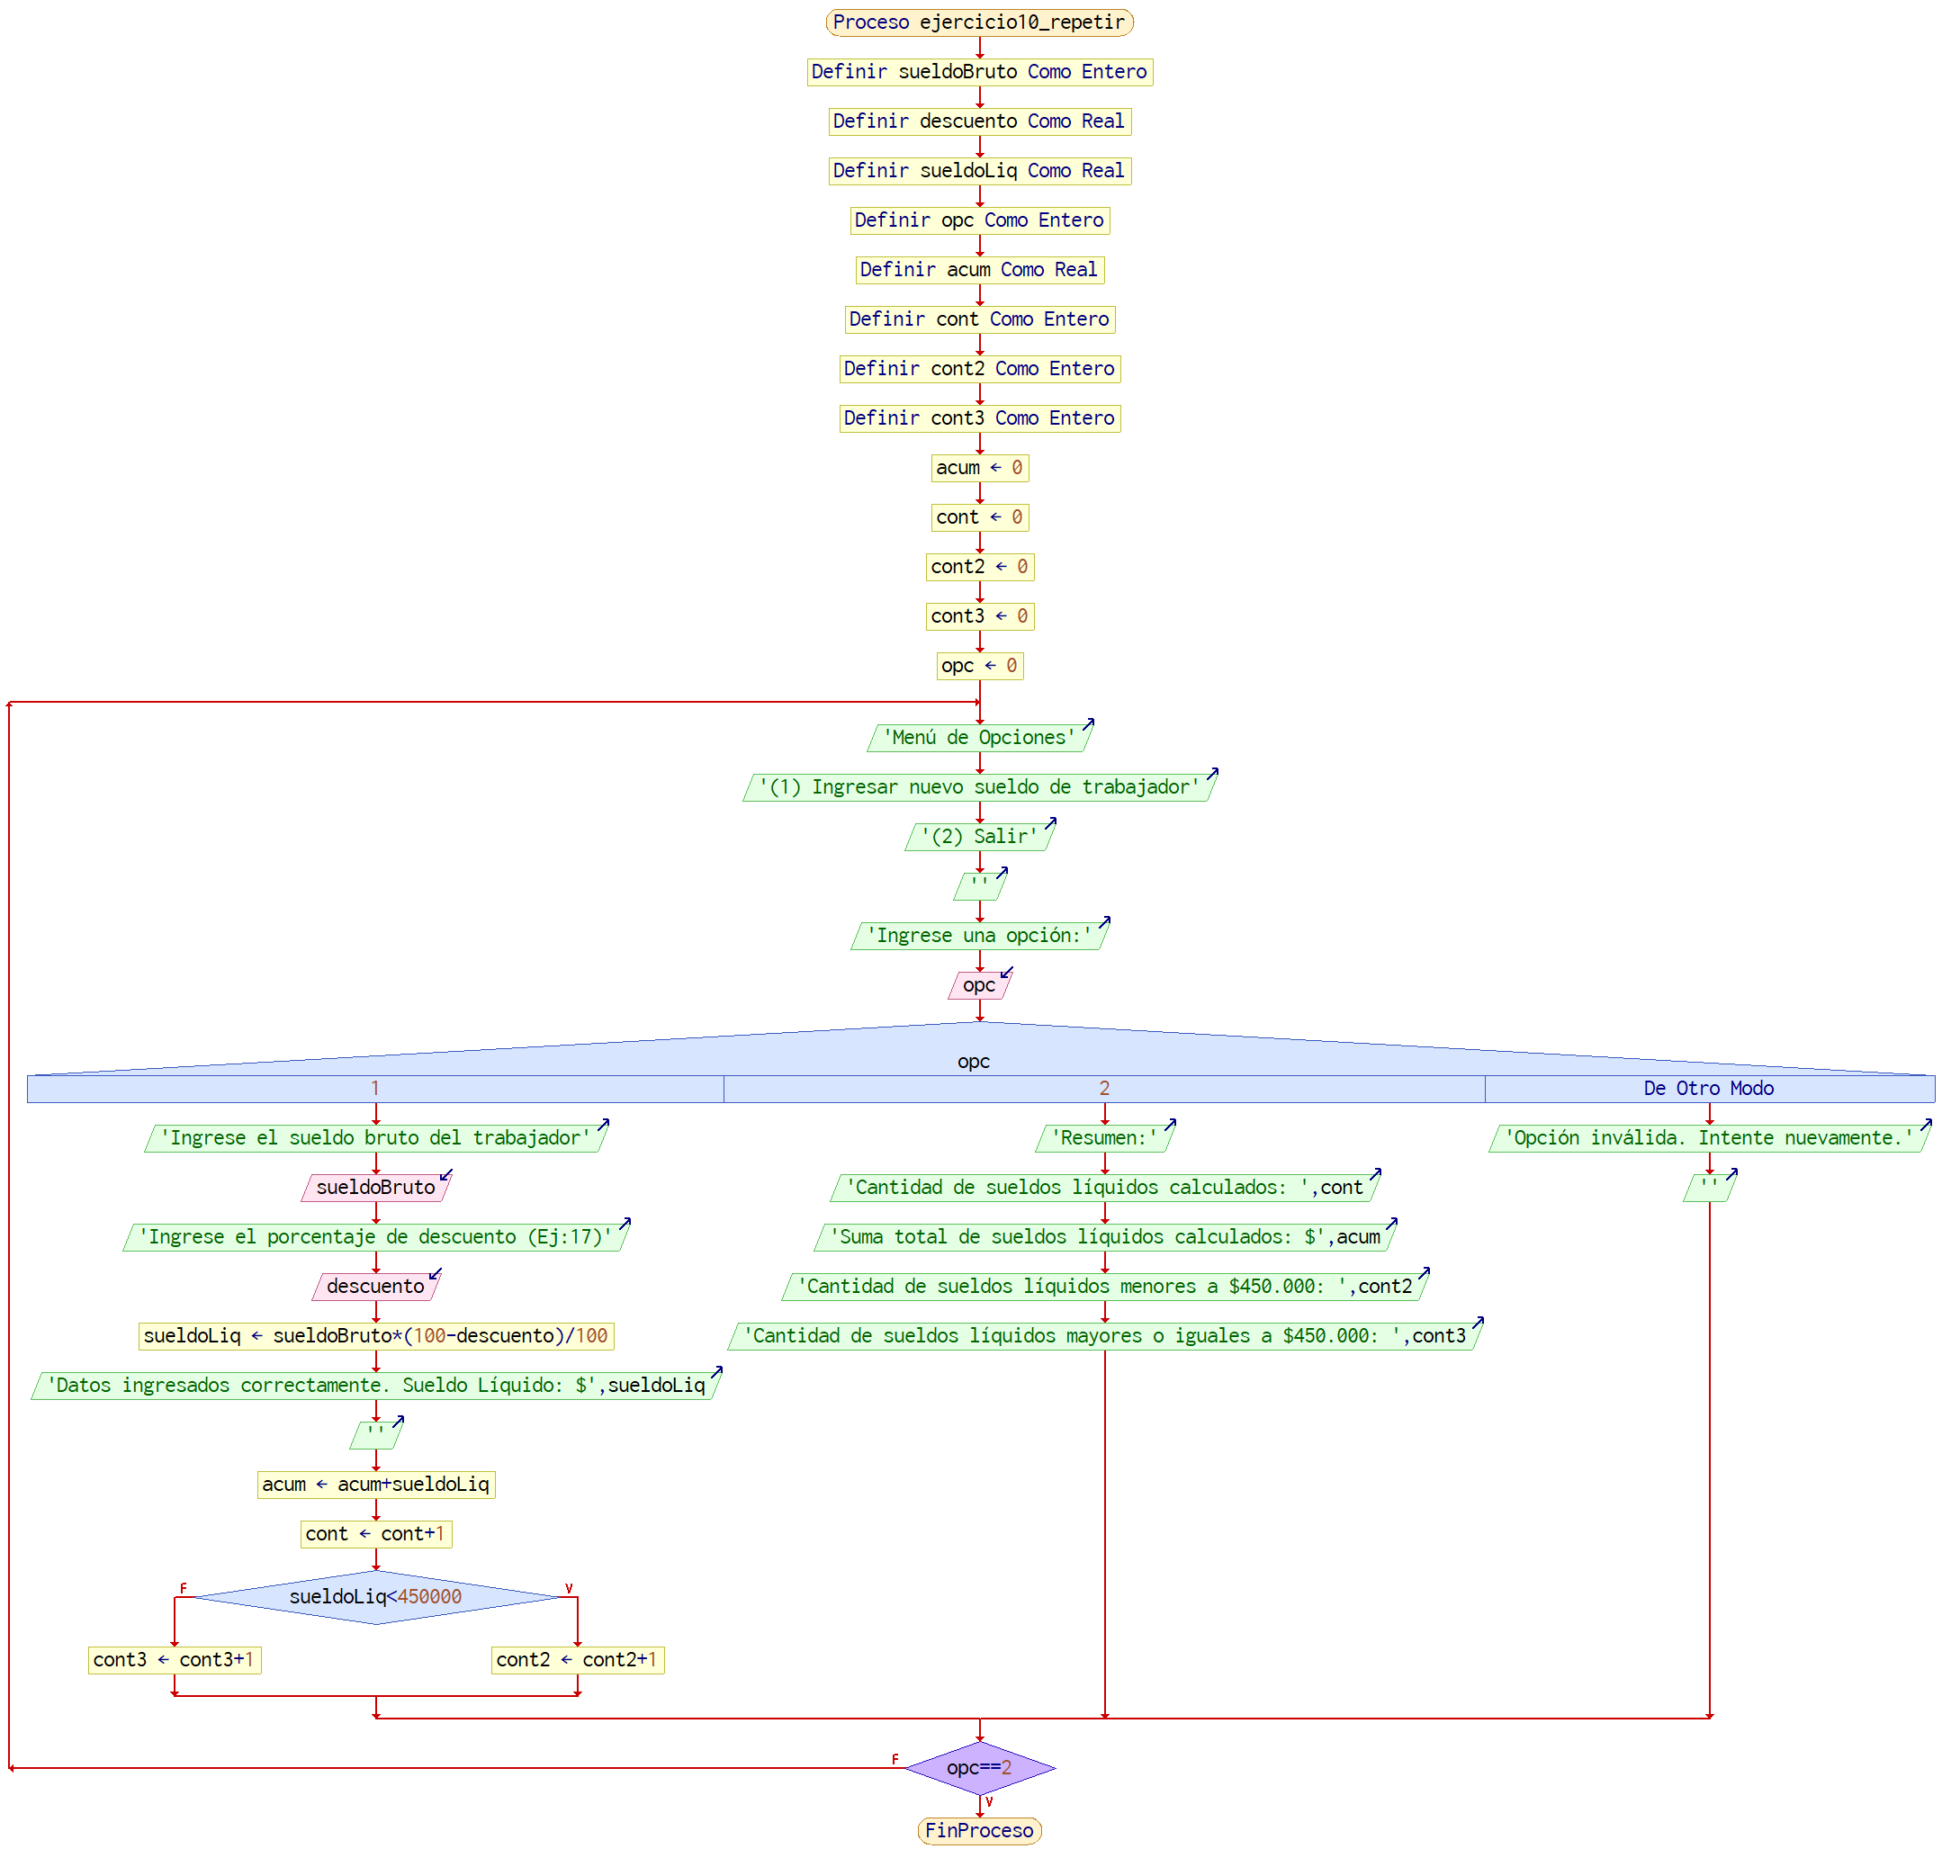 Proceso ejercicio10_repetir
Definir sueldoBruto Como Entero
Definir descuento Como Real
Definir sueldoLiq Como Real
Definir opc Como Entero
Definir acum Como Real
Definir cont Como Entero
Definir cont2 Como Entero
Definir cont3 Como Entero
acum ← 0
cont ← 0
cont2 ← 0
cont3 ← 0
opc ← 0
'Menú de Opciones'
'(1) Ingresar nuevo sueldo de trabajador'
'(2) Salir'
''
'Ingrese una opción:'
opc
opc
1
'Ingrese el sueldo bruto del trabajador'
sueldoBruto
'Ingrese el porcentaje de descuento (Ej:17)'
descuento
sueldoLiq ← sueldoBruto*(100-descuento)/100
'Datos ingresados correctamente. Sueldo Líquido: $',sueldoLiq
''
acum ← acum+sueldoLiq
cont ← cont+1
sueldoLiq<450000
F
V
cont3 ← cont3+1
cont2 ← cont2+1
2
'Resumen:'
'Cantidad de sueldos líquidos calculados: ',cont
'Suma total de sueldos líquidos calculados: $',acum
'Cantidad de sueldos líquidos menores a $450.000: ',cont2
'Cantidad de sueldos líquidos mayores o iguales a $450.000: ',cont3
De Otro Modo
'Opción inválida. Intente nuevamente.'
''
F
opc==2
V
FinProceso